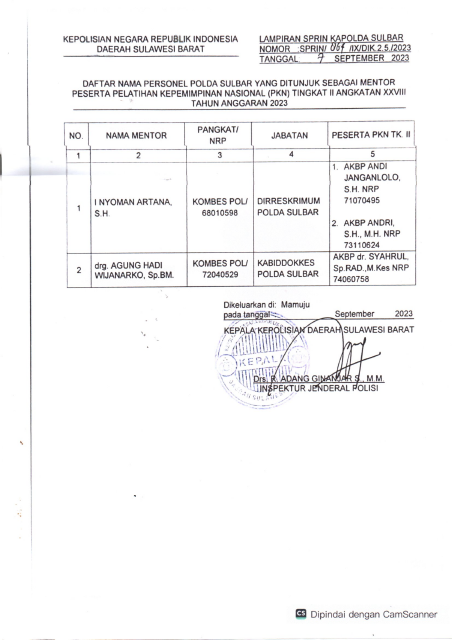 KEPOLISIAN NEGARA REPUBLIK INDONESIA
DAERAH SULAWESI BARAT
LAMPIRAN SPRIN KAPOLDA SULBAR
NOMOR :SPRIN/ /IX/DIK 2.5./2023
TANGGAL 7 SEPTEMBER 2023
DAFTAR NAMA PERSONEL POLDA SULBAR YANG DITUNJUK SEBAGAI MENTOR
PESERTA PELATIHAN KEPEMIMPINAN NASIONAL (PKN) TINGKAT II ANGKATAN XXVIII
TAHUN ANGGARAN 2023
NO. NAMA MENTOR PANGKAT/ NRP JABATAN PESERTA PKN TK. II
1 2 3 4 5
1 I NYOMAN ARTANA, S.H. KOMBES POL/ 68010598 DIRRESKRIMUM POLDA SULBAR
1. AKBP ANDI
JANGANLOLO,
S.H. NRP
71070495
2. AKBP ANDRI,
S.H., M.H. NRP
73110624
2 drg. AGUNG HADI WIJANARKO, Sp.BM. KOMBES POL/ 72040529 KABIDDOKKES POLDA SULBAR
AKBP dr. SYAHRUL,
Sp.RAD.,M.Kes NRP
74060758
Dikeluarkan di: Mamuju
pada tanggal September 2023
KEPALA KEPOLISIAN DAERAH SULAWESI BARAT
KEPALA
Drs. R. ADANG GINANJAR S., M.M.
INSPEKTUR JENDERAL POLISI
CS Dipindai dengan CamScanner